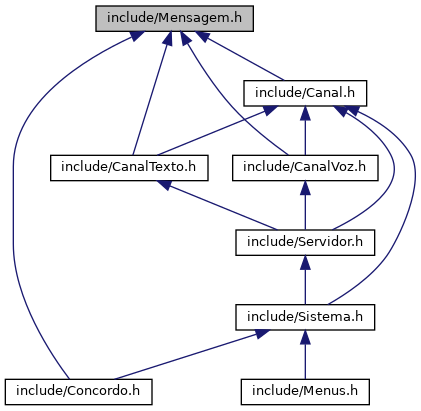 include/Mensagem.h
include/Canal.h
include/CanalTexto.h
include/CanalVoz.h
include/Servidor.h
include/Sistema.h
include/Concordo.h
include/Menus.h